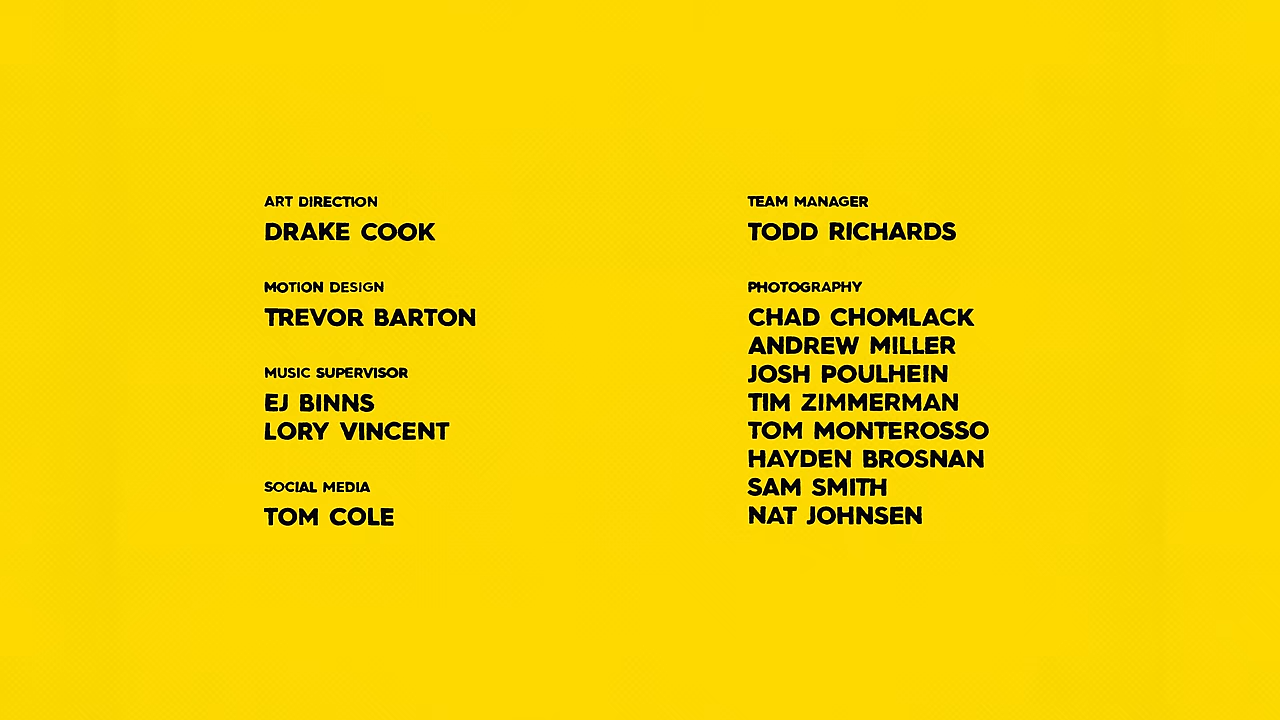 ART DIRECTION
DRAKE COOK
MOTION DESIGN
TREVOR BARTON
MUSIC SUPERVISOR
EJ BINNS
LORY VINCENT
SOCIAL MEDIA
TOM COLE
TEAM MANAGER
TODD RICHARDS
PHOTOGRAPHY
CHAD CHOMLACK
ANDREW MILLER
JOSH POULHEIN
TIM ZIMMERMAN
TOM MONTEROSSO
HAYDEN BROSNAN
SAM SMITH
NAT JOHNSEN